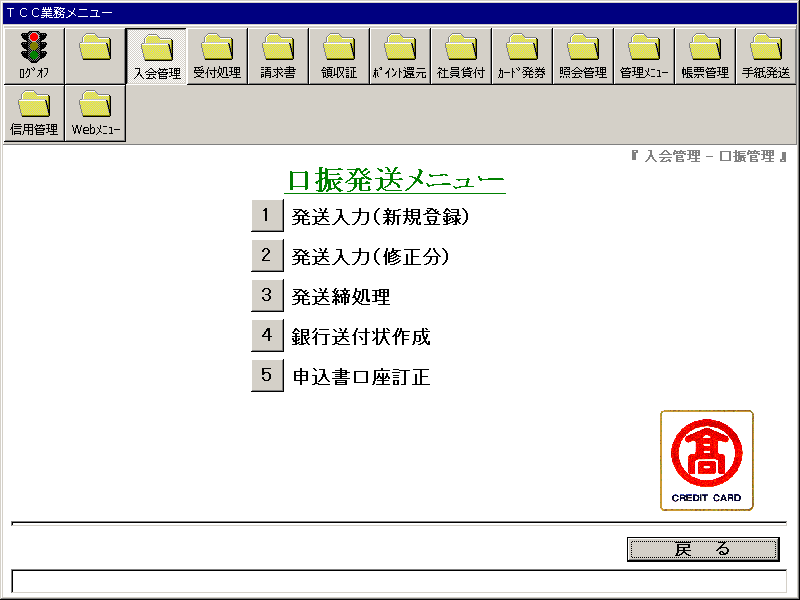 ＴＣＣ業務メニュー
ﾛｸﾞｵﾌ
入会管理
受付処理
請求書
領収証
ﾎﾟｲﾝﾄ還元
社員貸付
ｶｰﾄﾞ発券
照会管理
管理ﾒﾆｭｰ
帳票管理
手紙発送
信用管理
Webﾒﾆｭｰ
『 入会管理 − 口振管理 』
口振発送メニュー
1 発送入力(新規登録)
2 発送入力(修正分)
3 発送締処理
4 銀行送付状作成
5 申込書口座訂正
髙
CREDIT CARD
戻 る